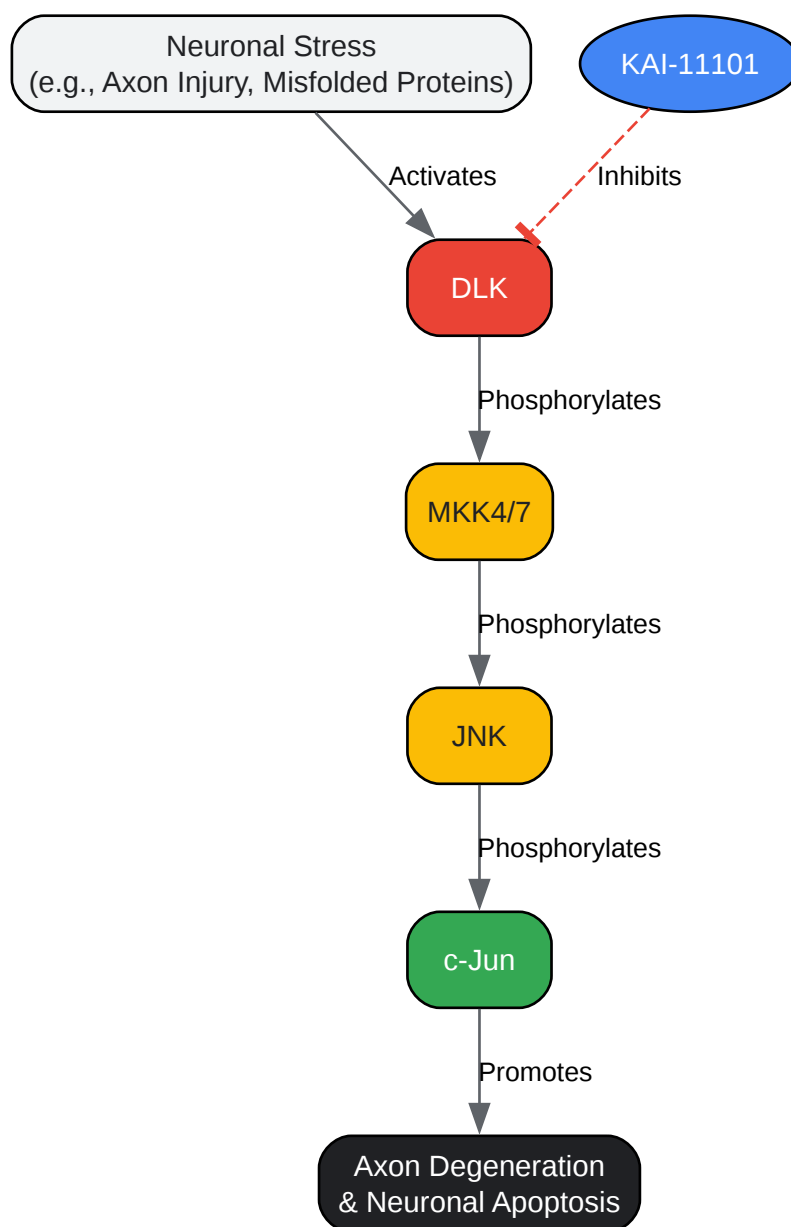 Neuronal Stress
(e.g., Axon Injury, Misfolded Proteins)
KAI-11101
Activates
Inhibits
DLK
Phosphorylates
MKK4/7
Phosphorylates
JNK
Phosphorylates
c-Jun
Promotes
Axon Degeneration
& Neuronal Apoptosis